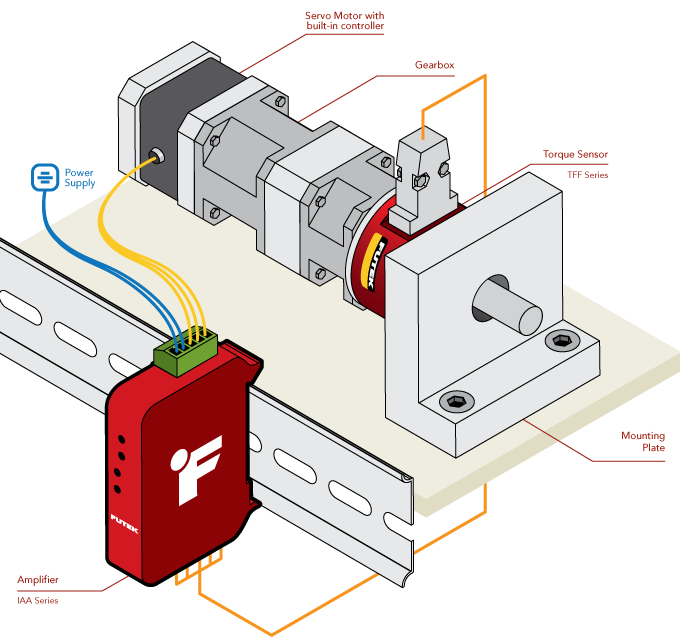 Servo Motor with
built-in controller
Gearbox
Power
Supply
Torque Sensor
TFF Series
FUTEK
Mounting
Plate
FUTEK
Amplifier
IAA Series